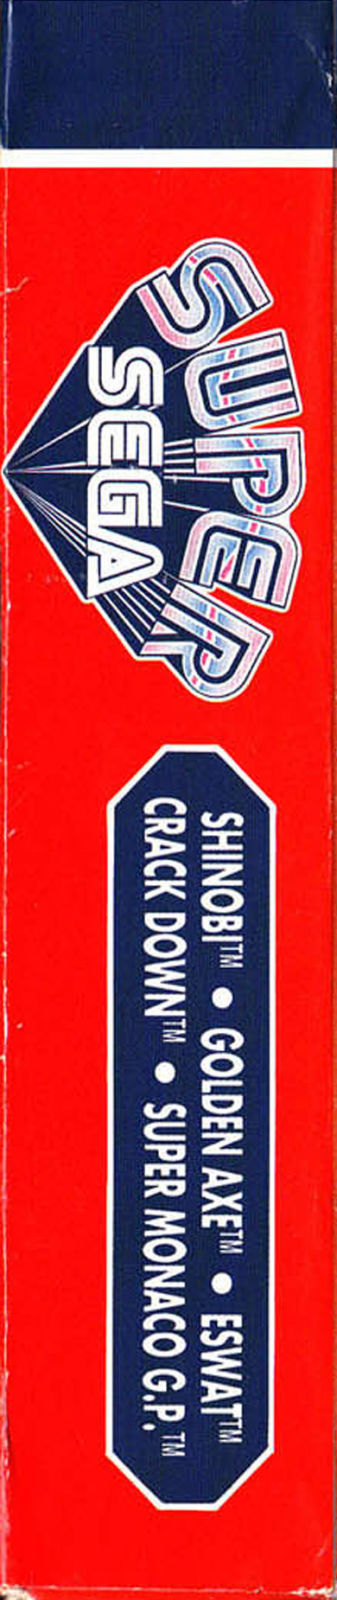 SUPER
SEGA
SHINOBI™ • GOLDEN AXE™ • ESWAT™
CRACK DOWN™ • SUPER MONACO G.P.™